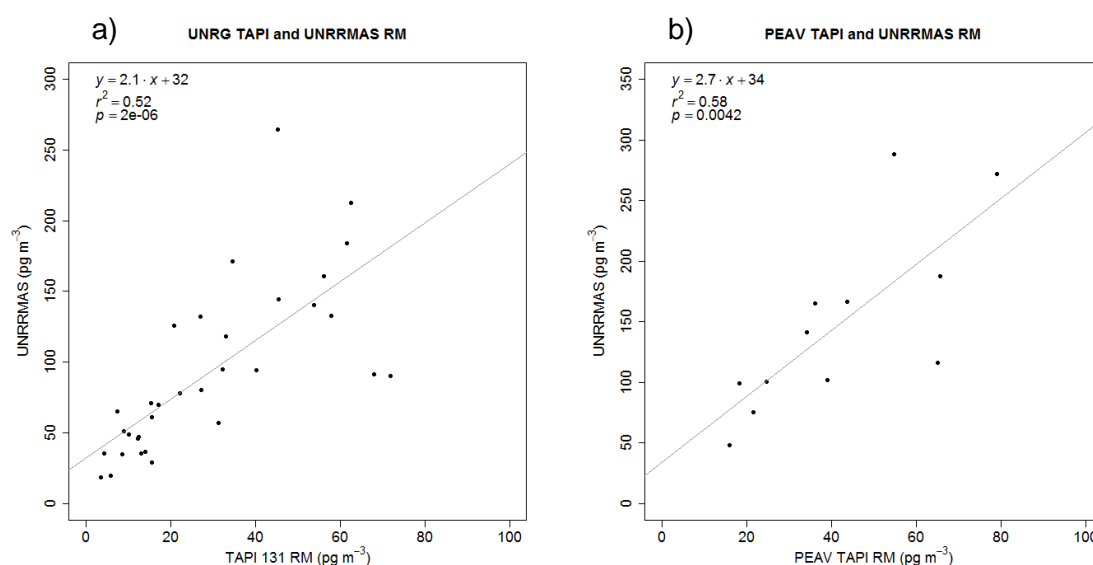 a)
UNRG TAPI and UNRRMAS RM
y = 2.1 · x + 32
r² = 0.52
p = 2e-06
300
250
200
150
100
50
0
UNRRMAS (pg m⁻³)
0 20 40 60 80 100
TAPI 131 RM (pg m⁻³)
b)
PEAV TAPI and UNRRMAS RM
y = 2.7 · x + 34
r² = 0.58
p = 0.0042
350
300
250
200
150
100
50
0
UNRRMAS (pg m⁻³)
0 20 40 60 80 100
PEAV TAPI RM (pg m⁻³)